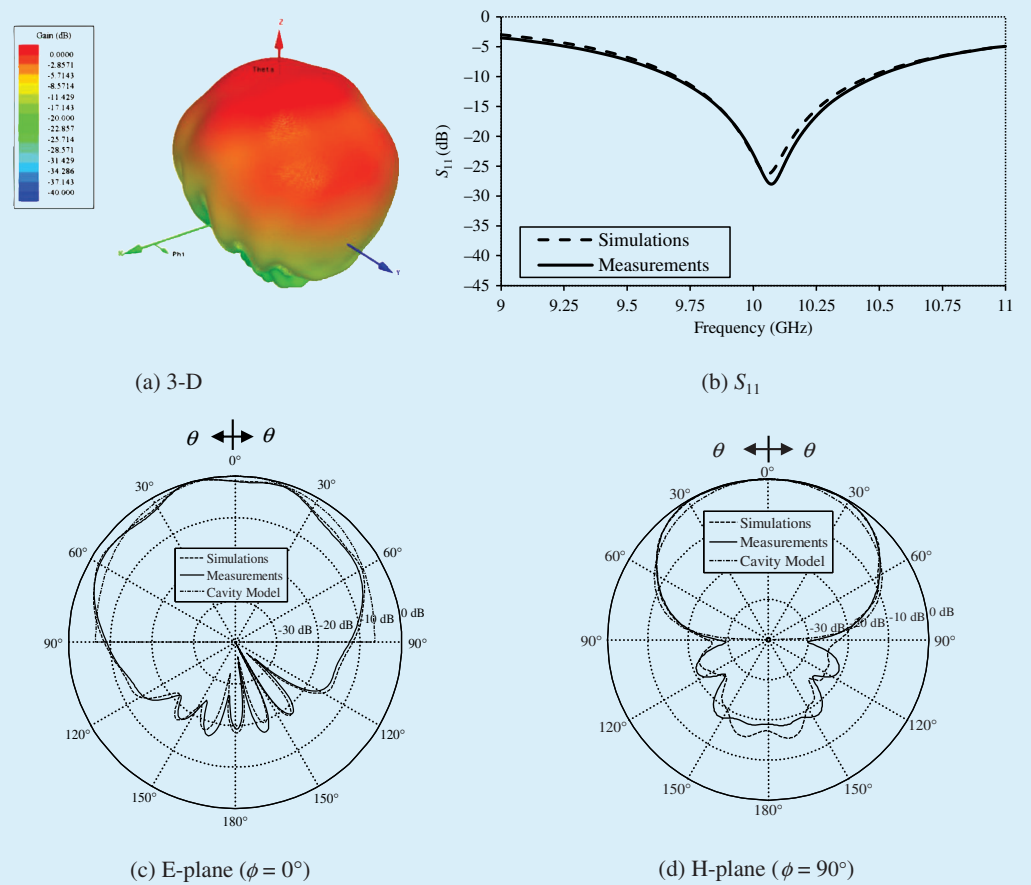 Gain (dB)
0.0000
-2.8571
-5.7143
-8.5714
-11.429
-17.143
-20.000
-22.857
-25.714
-28.571
-31.429
-34.286
-37.143
-40.000
Z
Theta
X
Phi
Y
(a) 3-D
0
–5
–10
–15
–20
–25
–30
–35
–40
–45
S11 (dB)
Simulations
Measurements
9 9.25 9.5 9.75 10 10.25 10.5 10.75 11
Frequency (GHz)
(b) S11
θ θ
0°
30° 30°
60° 60°
Simulations
Measurements
Cavity Model
-30 dB -20 dB -10 dB 0 dB
90° 90°
120° 120°
150° 150°
180°
(c) E-plane (ϕ = 0°)
θ θ
0°
30° 30°
60° 60°
Simulations
Measurements
Cavity Model
–30 dB –20 dB –10 dB 0 dB
90° 90°
120° 120°
150° 150°
180°
(d) H-plane (ϕ = 90°)